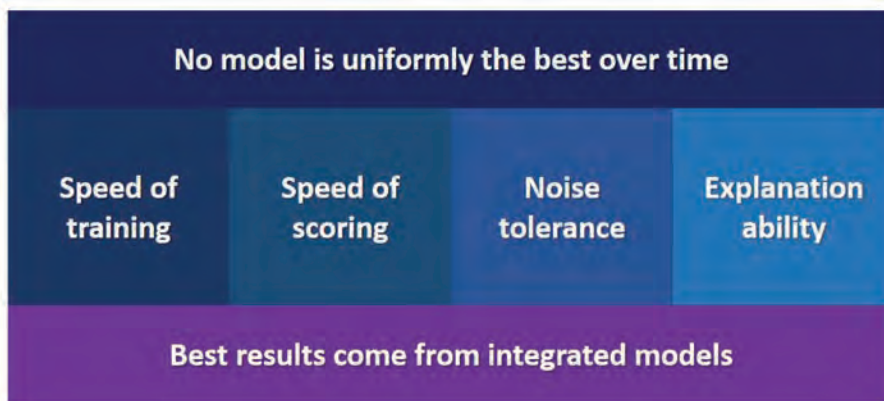 No model is uniformly the best over time
Speed of
training
Speed of
scoring
Noise
tolerance
Explanation
ability
Best results come from integrated models